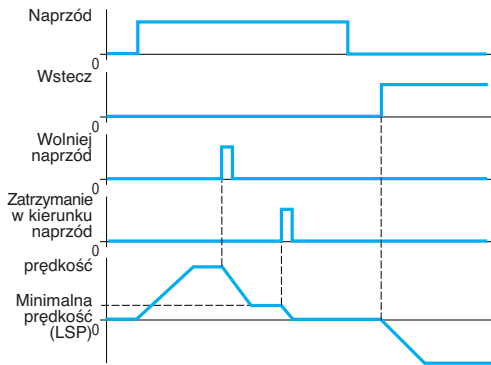 Naprzód
0
Wstecz
0
Wolniej
naprzód
0
Zatrzymanie
w kierunku
naprzód
0
prędkość
Minimalna
prędkość
(LSP)
0